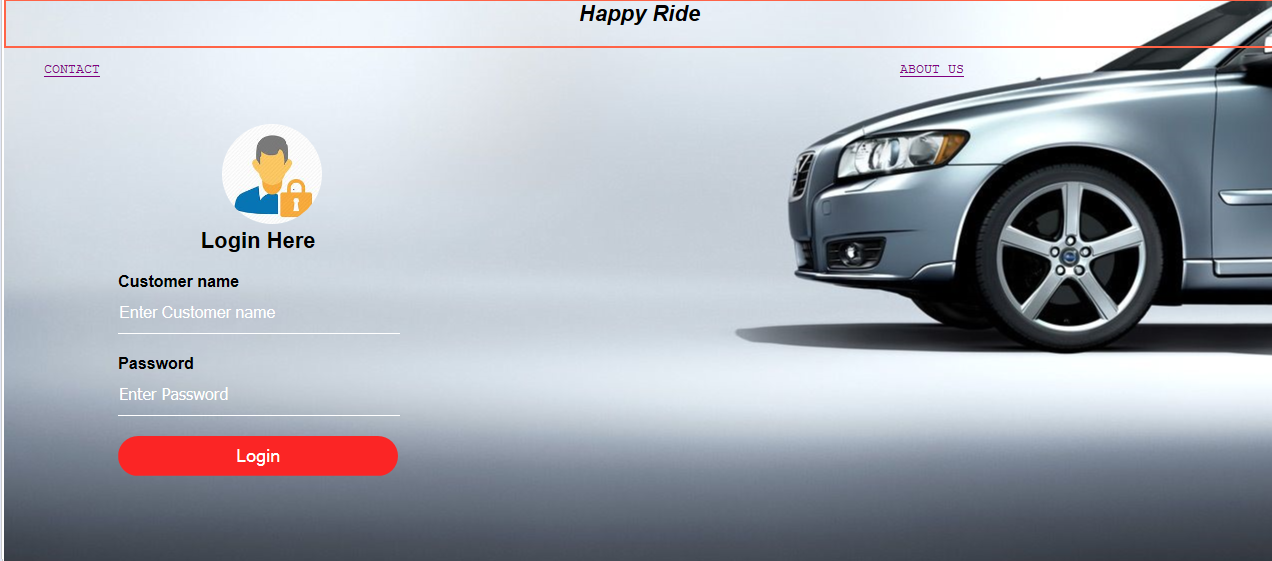 Happy Ride
CONTACT
ABOUT US
Login Here
Customer name
Enter Customer name
Password
Enter Password
Login